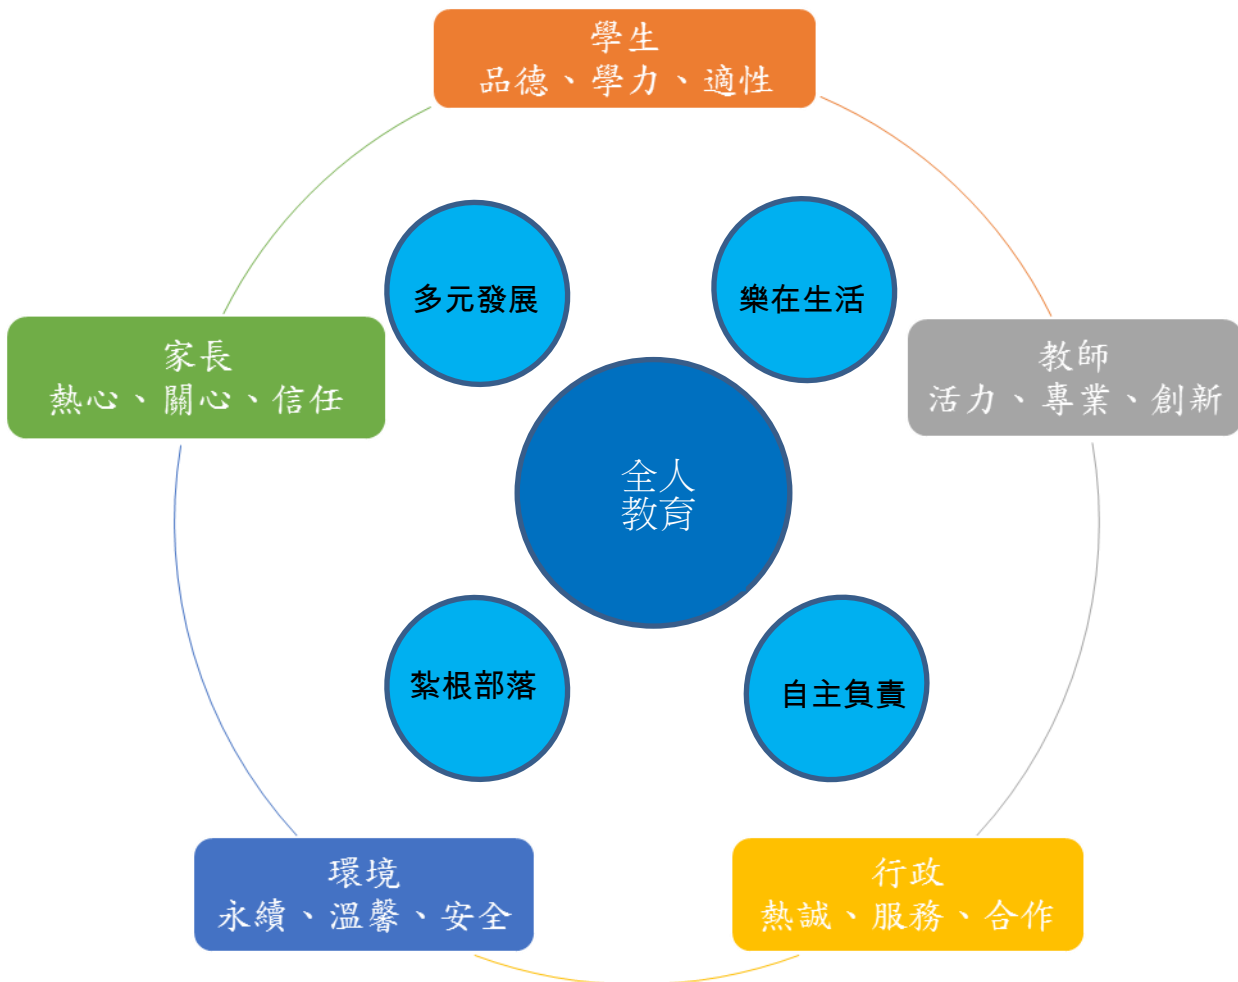 學生
品德、學力、適性
多元發展
樂在生活
家長
熱心、關心、信任
教師
活力、專業、創新
全人
教育
紮根部落
自主負責
環境
永續、溫馨、安全
行政
熱誠、服務、合作